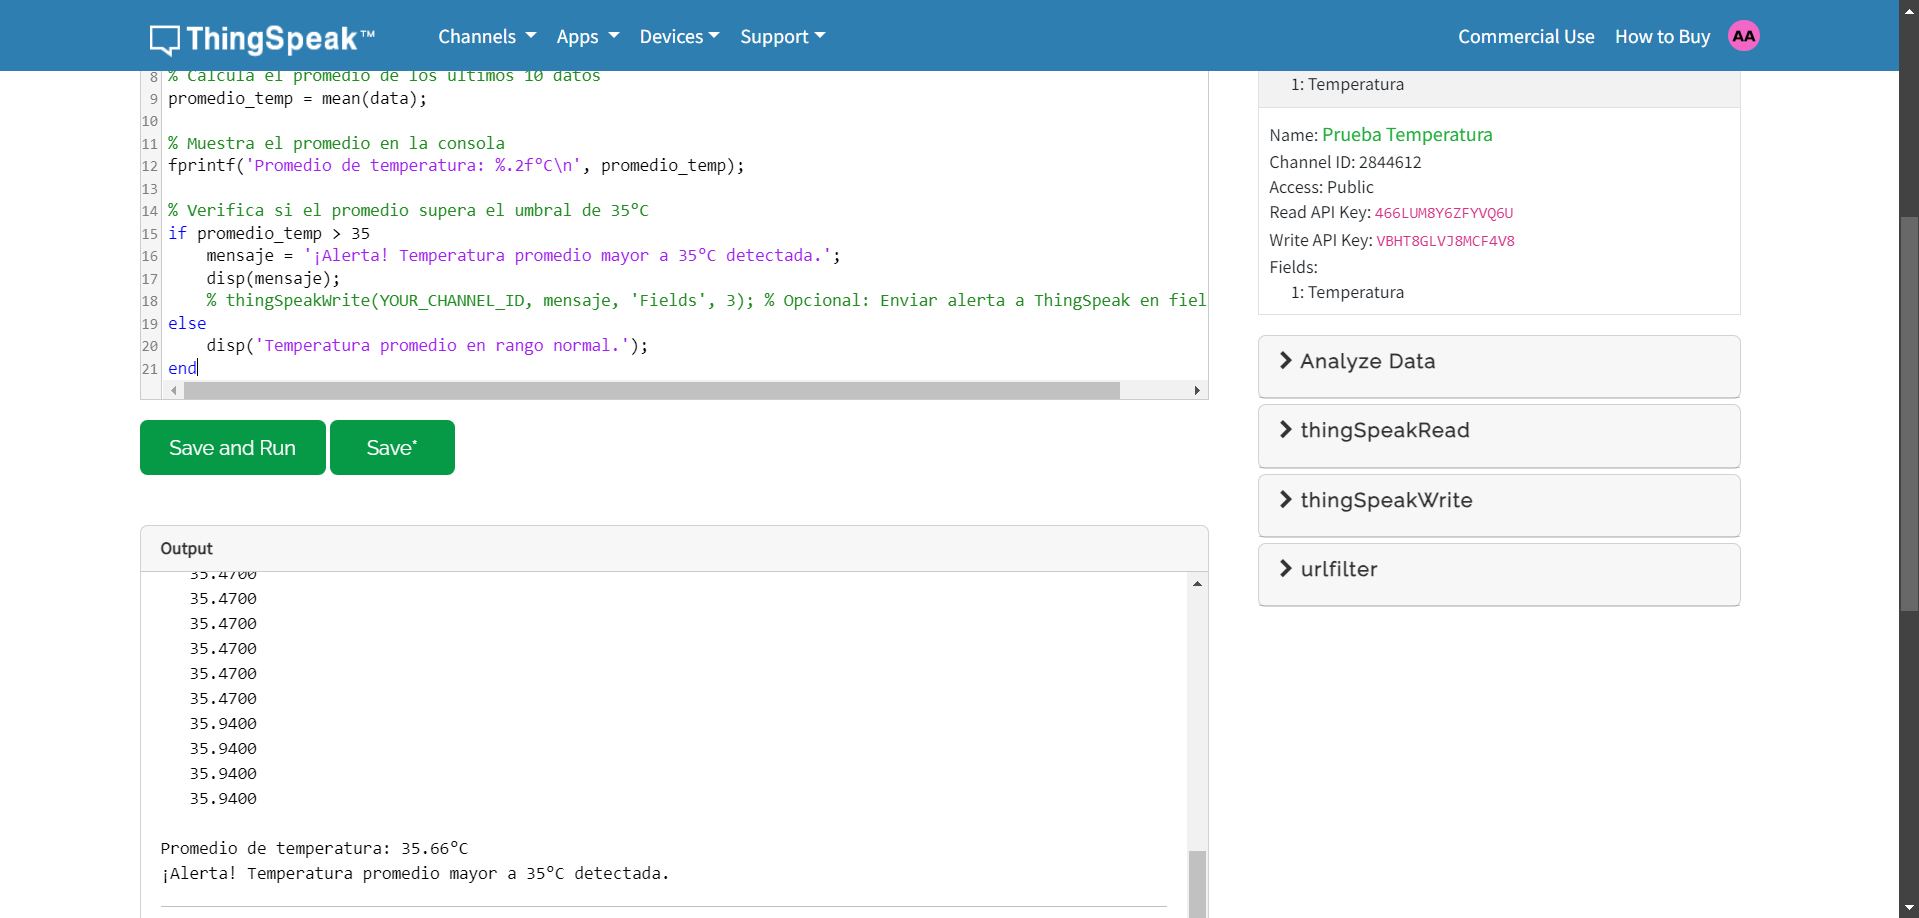 ThingSpeak™
Channels
Apps
Devices
Support
Commercial Use
How to Buy
AA
8 % Calcula el promedio de los últimos 10 datos
9 promedio_temp = mean(data);
10
11 % Muestra el promedio en la consola
12 fprintf('Promedio de temperatura: %.2f°C\n', promedio_temp);
13
14 % Verifica si el promedio supera el umbral de 35°C
15 if promedio_temp > 35
16 mensaje = '¡Alerta! Temperatura promedio mayor a 35°C detectada.';
17 disp(mensaje);
18 % thingSpeakWrite(YOUR_CHANNEL_ID, mensaje, 'Fields', 3); % Opcional: Enviar alerta a ThingSpeak en fiel
19 else
20 disp('Temperatura promedio en rango normal.');
21 end
Save and Run
Save*
Output
35.4700
35.4700
35.4700
35.4700
35.4700
35.4700
35.9400
35.9400
35.9400
35.9400
Promedio de temperatura: 35.66°C
¡Alerta! Temperatura promedio mayor a 35°C detectada.
1: Temperatura
Name: Prueba Temperatura
Channel ID: 2844612
Access: Public
Read API Key: 466LUM8Y6ZFYVQ6U
Write API Key: VBHT8GLVJ8MCF4V8
Fields:
1: Temperatura
Analyze Data
thingSpeakRead
thingSpeakWrite
urlfilter